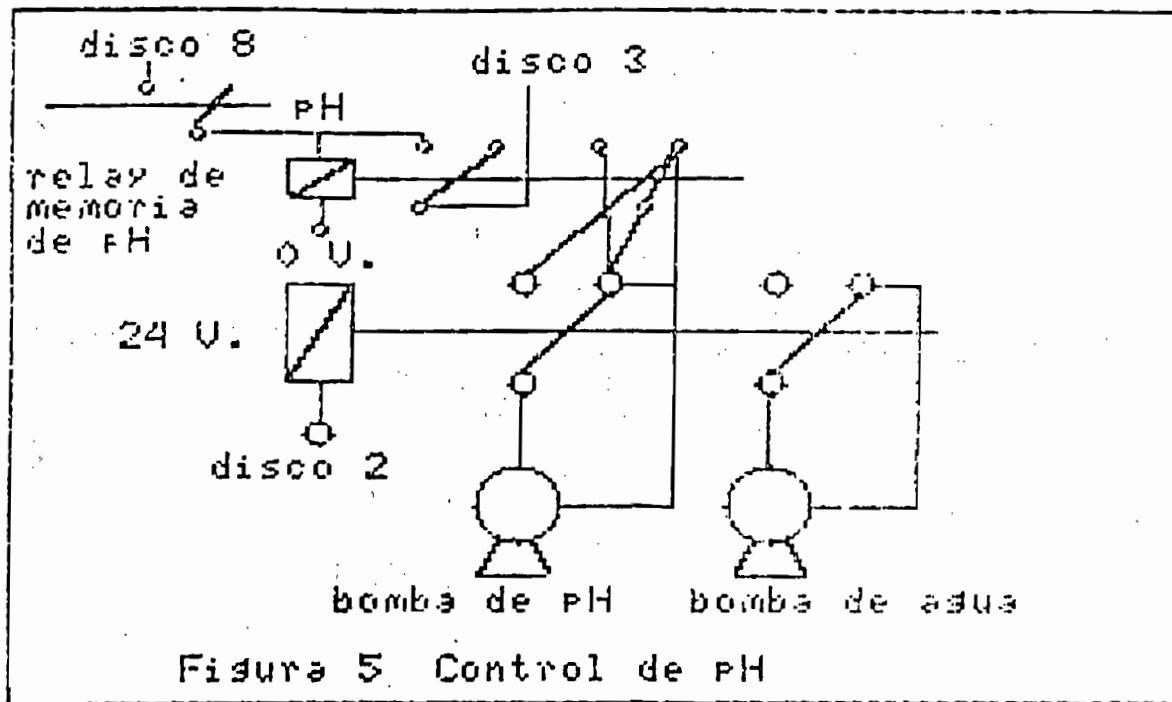 disco 8
disco 3
pH
relay de
memoria
de pH
0 V.
24 V.
disco 2
bomba de pH
bomba de agua
Figura 5 Control de pH